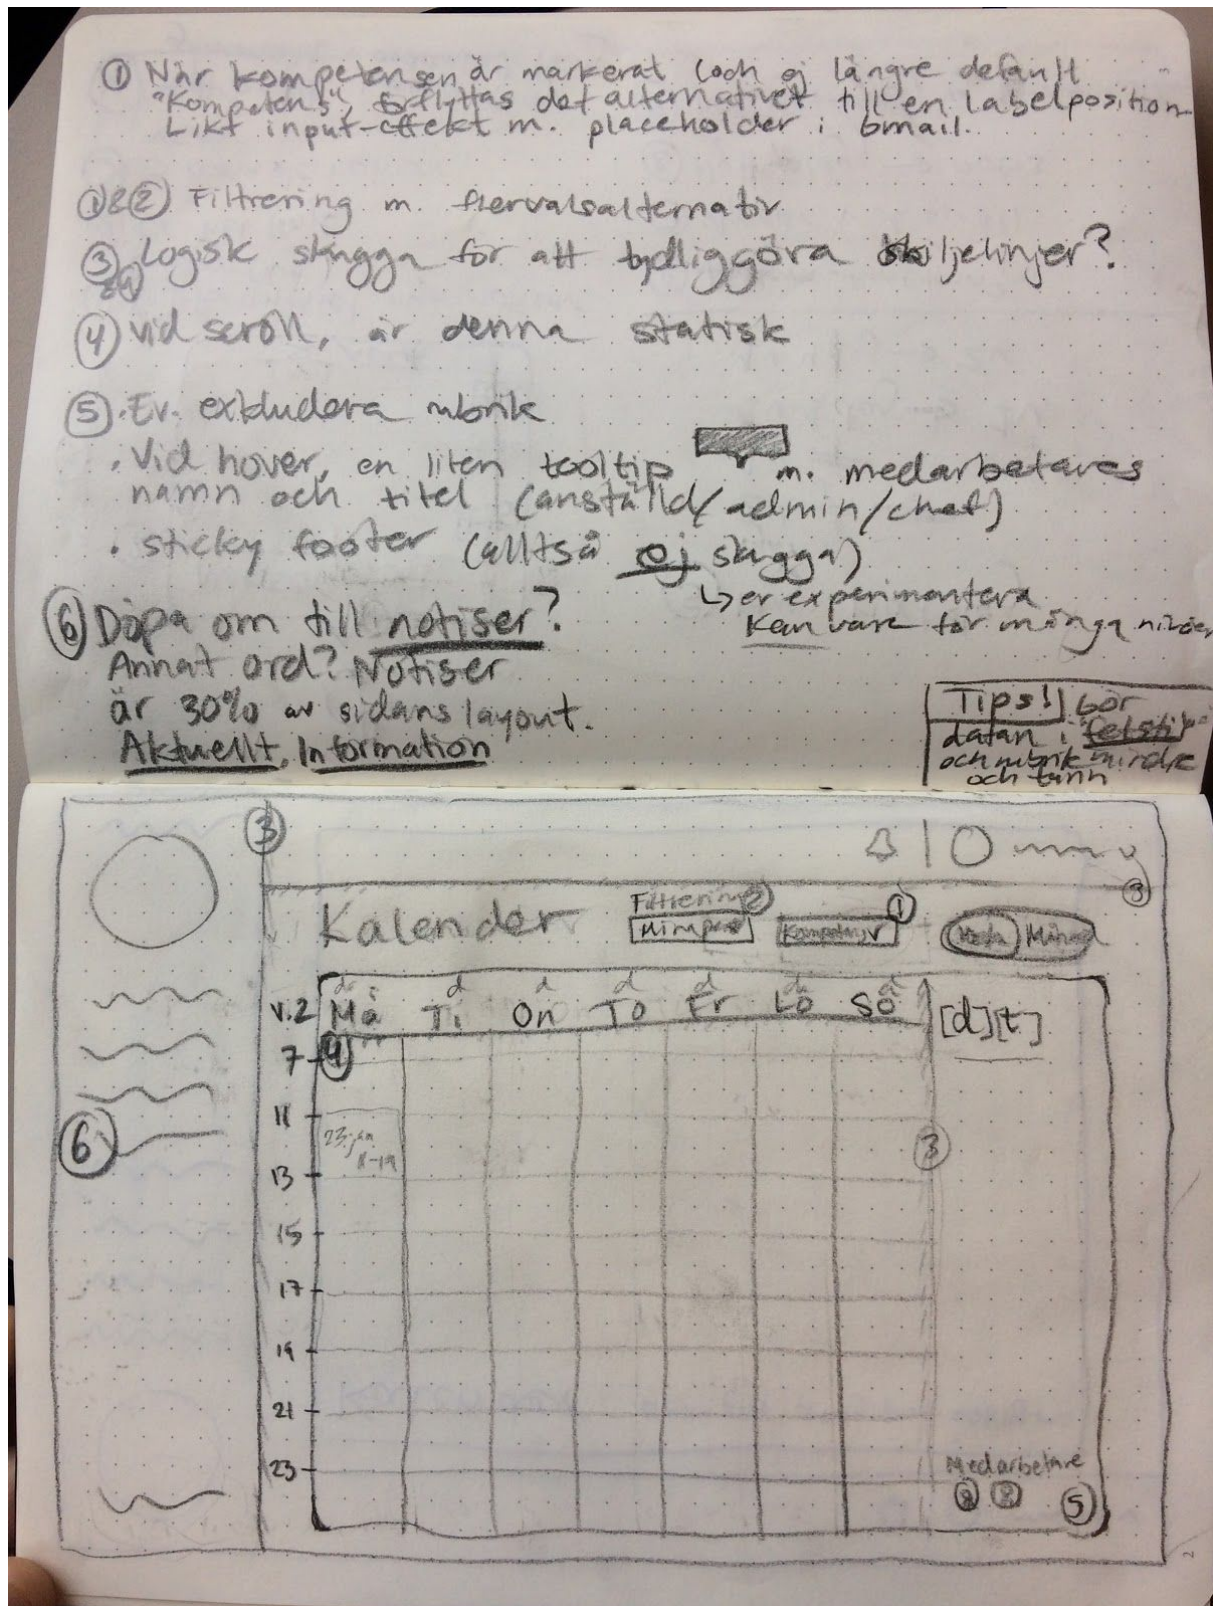 ① När kompetensen är markerat (och ej längre default
"Kompetens", förflyttas det alternativet till en labelposition
Likt input-effekt m. placeholder i Gmail.
①&② Filtrering m. flervalsalternativ
③ Logisk skugga för att tydliggöra skiljelinjer?
&④
④ vid scroll, är denna statisk
⑤ · Ev. exkludera rubrik
· Vid hover, en liten tooltip m. medarbetares
namn och titel (anställd/admin/chef)
· sticky footer (alltså ej skugga)
↳ ev experimentera
Kan vara för många nivåer
⑥ Döpa om till notiser?
Annat ord? Notiser
är 30% av sidans layout.
Aktuellt, Information
Tips! Gör
datan i "fetstil"
och rubrik mindre
och tunn
③
③
Kalender
Filtrering ②
①
Kompetens v
Månad
d d d d d d d
v.2 Må Ti On To Fr Lö Sö [d][t]
7 ④
11
23 jan
11-19
13
③
⑥
15
17
19
21
23
Medarbetare
⑤
2